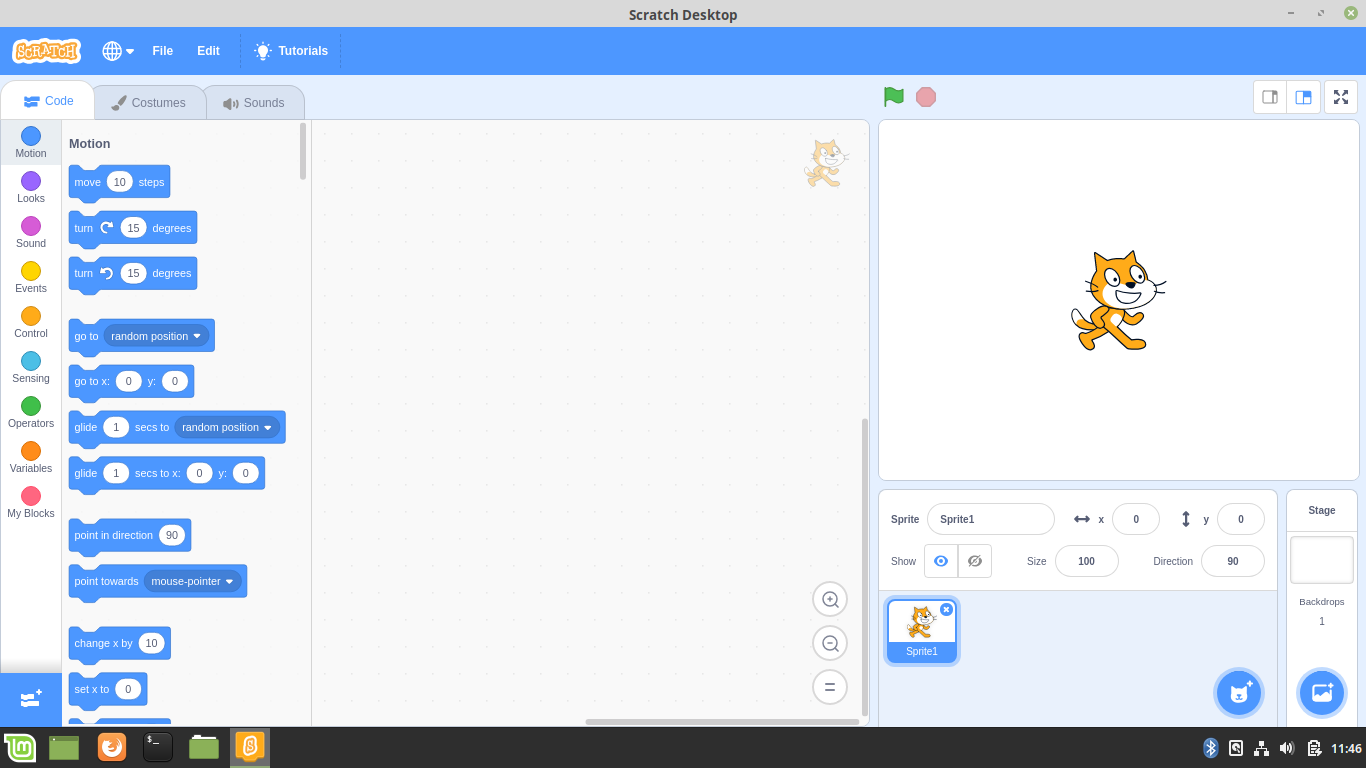 Scratch Desktop
SCRATCH
File
Edit
Tutorials
Code
Costumes
Sounds
Motion
Looks
Sound
Events
Control
Sensing
Operators
Variables
My Blocks
Motion
move 10 steps
turn 15 degrees
turn 15 degrees
go to random position
go to x: 0 y: 0
glide 1 secs to random position
glide 1 secs to x: 0 y: 0
point in direction 90
point towards mouse-pointer
change x by 10
set x to 0
Sprite Sprite1 x 0 y 0
Show Size 100 Direction 90
Sprite1
Stage
Backdrops
1
$_
11:46